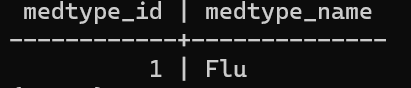 medtype_id | medtype_name
-----------+--------------
1 | Flu